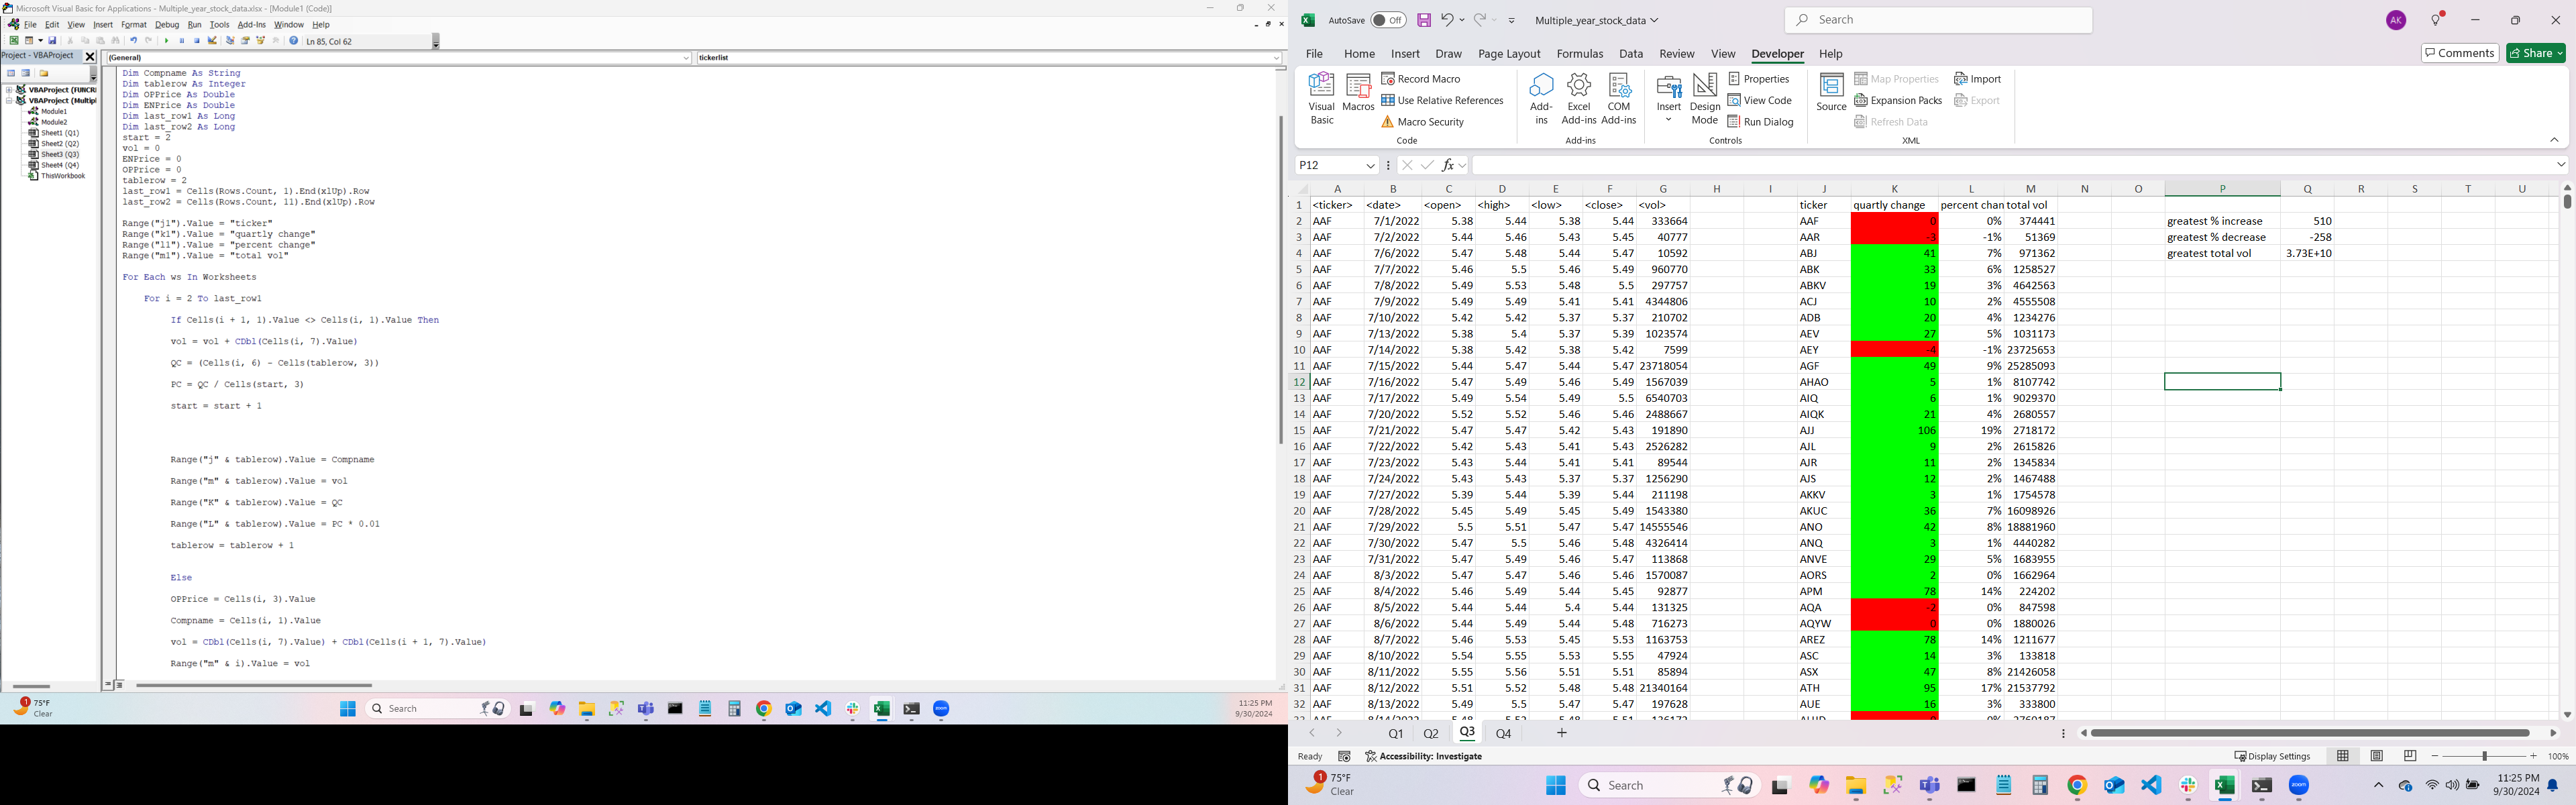 Microsoft Visual Basic for Applications - Multiple_year_stock_data.xlsx - [Module1 (Code)]
File Edit View Insert Format Debug Run Tools Add-Ins Window Help
Ln 85, Col 62
Project - VBAProject
(General) tickerlist
VBAProject (FUNCRE
VBAProject (Multipl
Module1
Module2
Sheet1 (Q1)
Sheet2 (Q2)
Sheet3 (Q3)
Sheet4 (Q4)
ThisWorkbook
Dim Compname As String
Dim tablerow As Integer
Dim OPPrice As Double
Dim ENPrice As Double
Dim last_row1 As Long
Dim last_row2 As Long
start = 2
vol = 0
ENPrice = 0
OPPrice = 0
tablerow = 2
last_row1 = Cells(Rows.Count, 1).End(xlUp).Row
last_row2 = Cells(Rows.Count, 11).End(xlUp).Row
Range("j1").Value = "ticker"
Range("k1").Value = "quartly change"
Range("l1").Value = "percent change"
Range("m1").Value = "total vol"
For Each ws In Worksheets
For i = 2 To last_row1
If Cells(i + 1, 1).Value <> Cells(i, 1).Value Then
vol = vol + CDbl(Cells(i, 7).Value)
QC = (Cells(i, 6) - Cells(tablerow, 3))
PC = QC / Cells(start, 3)
start = start + 1
Range("j" & tablerow).Value = Compname
Range("m" & tablerow).Value = vol
Range("K" & tablerow).Value = QC
Range("L" & tablerow).Value = PC * 0.01
tablerow = tablerow + 1
Else
OPPrice = Cells(i, 3).Value
Compname = Cells(i, 1).Value
vol = CDbl(Cells(i, 7).Value) + CDbl(Cells(i + 1, 7).Value)
Range("m" & i).Value = vol
1 75°F
Clear
Search
zoom
11:25 PM
9/30/2024
AutoSave Off Multiple_year_stock_data Search AK
File Home Insert Draw Page Layout Formulas Data Review View Developer Help Comments Share
Visual Basic
Macros
Record Macro
Use Relative References
Macro Security
Code
Add-ins
Excel Add-ins
COM Add-ins
Add-ins
Insert
Design Mode
Properties
View Code
Run Dialog
Controls
Source
Map Properties
Expansion Packs
Refresh Data
Import
Export
XML
P12 fx
A B C D E F G H I J K L M N O P Q R S T U
1 <ticker> <date> <open> <high> <low> <close> <vol> ticker quartly change percent chan total vol
2 AAF 7/1/2022 5.38 5.44 5.38 5.44 333664 AAF 0 0% 374441 greatest % increase 510
3 AAF 7/2/2022 5.44 5.46 5.43 5.45 40777 AAR -3 -1% 51369 greatest % decrease -258
4 AAF 7/6/2022 5.47 5.48 5.44 5.47 10592 ABJ 41 7% 971362 greatest total vol 3.73E+10
5 AAF 7/7/2022 5.46 5.5 5.46 5.49 960770 ABK 33 6% 1258527
6 AAF 7/8/2022 5.49 5.53 5.48 5.5 297757 ABKV 19 3% 4642563
7 AAF 7/9/2022 5.49 5.49 5.41 5.41 4344806 ACJ 10 2% 4555508
8 AAF 7/10/2022 5.42 5.42 5.37 5.37 210702 ADB 20 4% 1234276
9 AAF 7/13/2022 5.38 5.4 5.37 5.39 1023574 AEV 27 5% 1031173
10 AAF 7/14/2022 5.38 5.42 5.38 5.42 7599 AEY -4 -1% 23725653
11 AAF 7/15/2022 5.44 5.47 5.44 5.47 23718054 AGF 49 9% 25285093
12 AAF 7/16/2022 5.47 5.49 5.46 5.49 1567039 AHAO 5 1% 8107742
13 AAF 7/17/2022 5.49 5.54 5.49 5.5 6540703 AIQ 6 1% 9029370
14 AAF 7/20/2022 5.52 5.52 5.46 5.46 2488667 AIQK 21 4% 2680557
15 AAF 7/21/2022 5.47 5.47 5.42 5.43 191890 AJJ 106 19% 2718172
16 AAF 7/22/2022 5.42 5.43 5.41 5.43 2526282 AJL 9 2% 2615826
17 AAF 7/23/2022 5.43 5.44 5.41 5.41 89544 AJR 11 2% 1345834
18 AAF 7/24/2022 5.43 5.43 5.37 5.37 1256290 AJS 12 2% 1467488
19 AAF 7/27/2022 5.39 5.44 5.39 5.44 211198 AKKV 3 1% 1754578
20 AAF 7/28/2022 5.45 5.49 5.45 5.49 1543380 AKUC 36 7% 16098926
21 AAF 7/29/2022 5.5 5.51 5.47 5.47 14555546 ANO 42 8% 18881960
22 AAF 7/30/2022 5.47 5.5 5.46 5.48 4326414 ANQ 3 1% 4440282
23 AAF 7/31/2022 5.47 5.49 5.46 5.47 113868 ANVE 29 5% 1683955
24 AAF 8/3/2022 5.47 5.47 5.46 5.46 1570087 AORS 2 0% 1662964
25 AAF 8/4/2022 5.46 5.49 5.44 5.45 92877 APM 78 14% 224202
26 AAF 8/5/2022 5.44 5.44 5.4 5.44 131325 AQA -2 0% 847598
27 AAF 8/6/2022 5.44 5.49 5.44 5.48 716273 AQYW 0 0% 1880026
28 AAF 8/7/2022 5.46 5.53 5.45 5.53 1163753 AREZ 78 14% 1211677
29 AAF 8/10/2022 5.54 5.55 5.53 5.55 47924 ASC 14 3% 133818
30 AAF 8/11/2022 5.55 5.56 5.51 5.51 85894 ASX 47 8% 21426058
31 AAF 8/12/2022 5.51 5.52 5.48 5.48 21340164 ATH 95 17% 21537792
32 AAF 8/13/2022 5.49 5.5 5.47 5.47 197628 AUE 16 3% 333800
Q1 Q2 Q3 Q4
Ready Accessibility: Investigate Display Settings 100%
1 75°F
Clear
Search
zoom
11:25 PM
9/30/2024